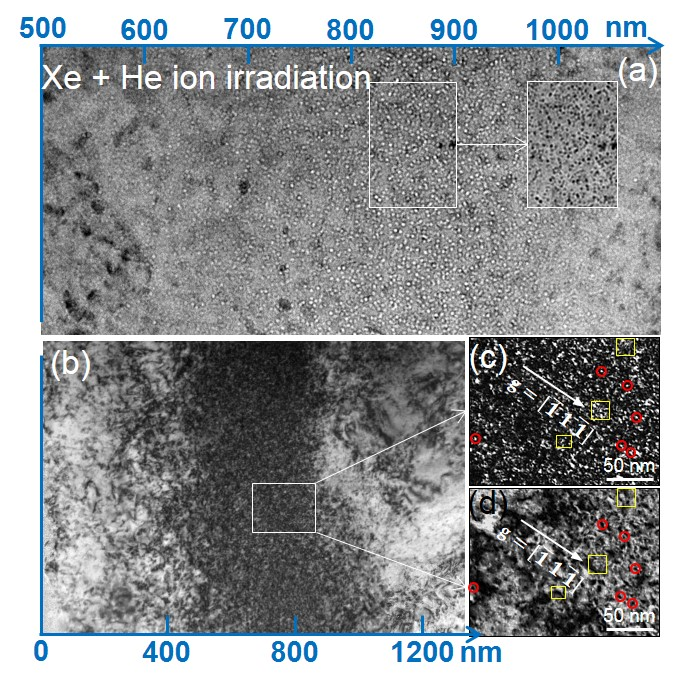 500 600 700 800 900 1000 nm
Xe + He ion irradiation (a)
(b)
(c)
g = [1 1 1]
50 nm
(d)
g = [1 1 1̄]
50 nm
0 400 800 1200 nm